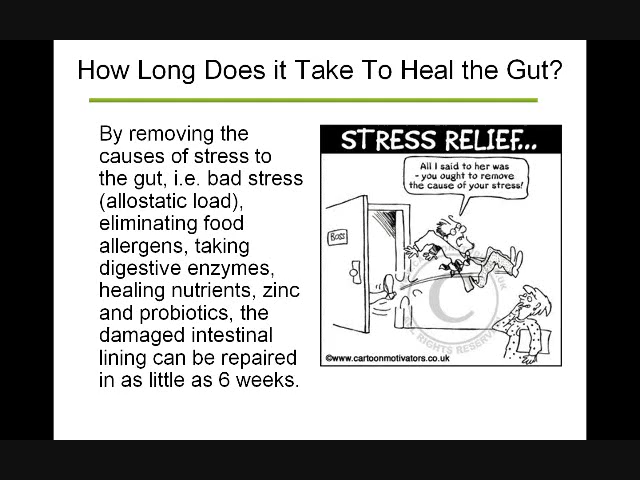 How Long Does it Take To Heal the Gut?
By removing the
causes of stress to
the gut, i.e. bad stress
(allostatic load),
eliminating food
allergens, taking
digestive enzymes,
healing nutrients, zinc
and probiotics, the
damaged intestinal
lining can be repaired
in as little as 6 weeks.
STRESS RELIEF...
All I said to her was
- you ought to remove
the cause of your stress!
BOSS
©
ALL RIGHTS RESERVED
©www.cartoonmotivators.co.uk